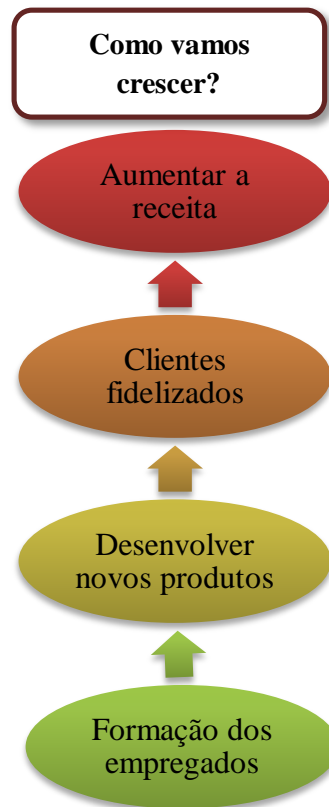 Como vamos
crescer?
Aumentar a
receita
Clientes
fidelizados
Desenvolver
novos produtos
Formação dos
empregados